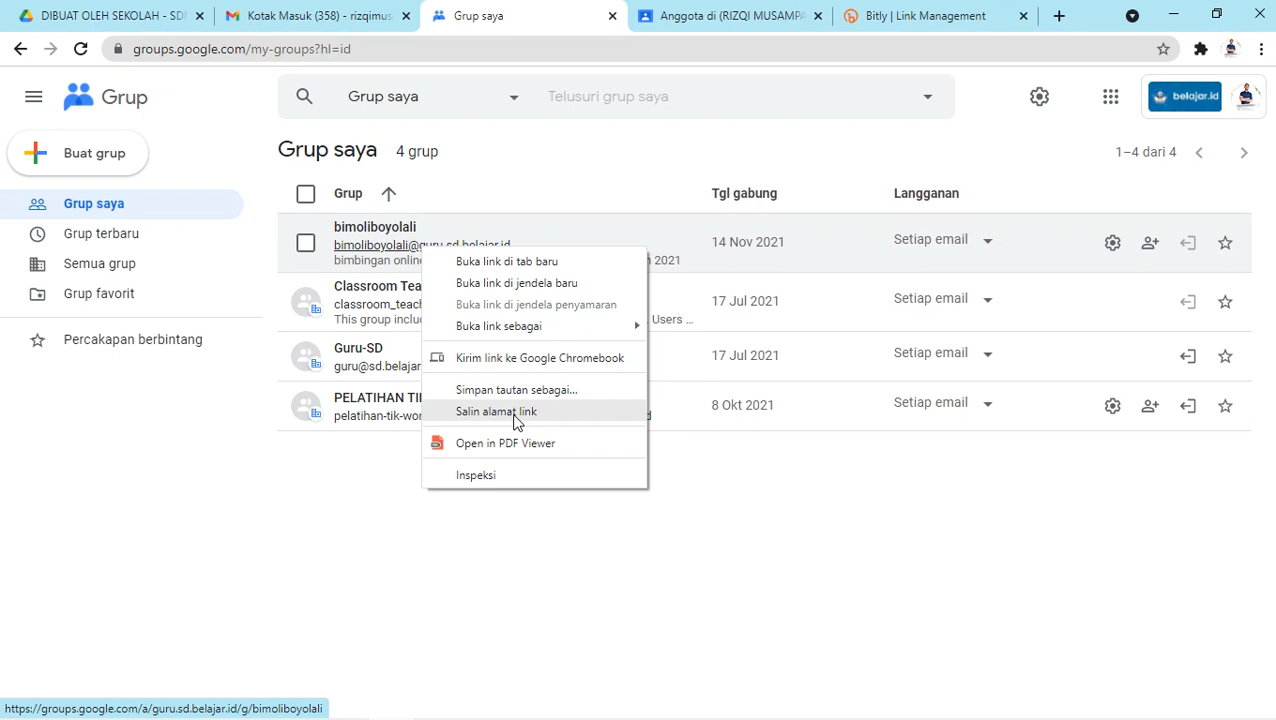 DIBUAT OLEH SEKOLAH - SD
Kotak Masuk (358) - rizqimus
Grup saya
Anggota di (RIZQI MUSAMPA
Bitly | Link Management
groups.google.com/my-groups?hl=id
Grup
Grup saya
Telusuri grup saya
belajar.id
Buat grup
Grup saya
Grup terbaru
Semua grup
Grup favorit
Percakapan berbintang
Grup saya 4 grup
1–4 dari 4
Grup
Tgl gabung
Langganan
bimoliboyolali
bimoliboyolali@guru.sd.belajar.id
bimbingan online
2021
14 Nov 2021
Setiap email
Classroom Tea
classroom_teach
This group includ
Users ...
17 Jul 2021
Setiap email
Guru-SD
guru@sd.belajar
17 Jul 2021
Setiap email
PELATIHAN TI
pelatihan-tik-wor
8 Okt 2021
Setiap email
Buka link di tab baru
Buka link di jendela baru
Buka link di jendela penyamaran
Buka link sebagai
Kirim link ke Google Chromebook
Simpan tautan sebagai...
Salin alamat link
Open in PDF Viewer
Inspeksi
https://groups.google.com/a/guru.sd.belajar.id/g/bimoliboyolali